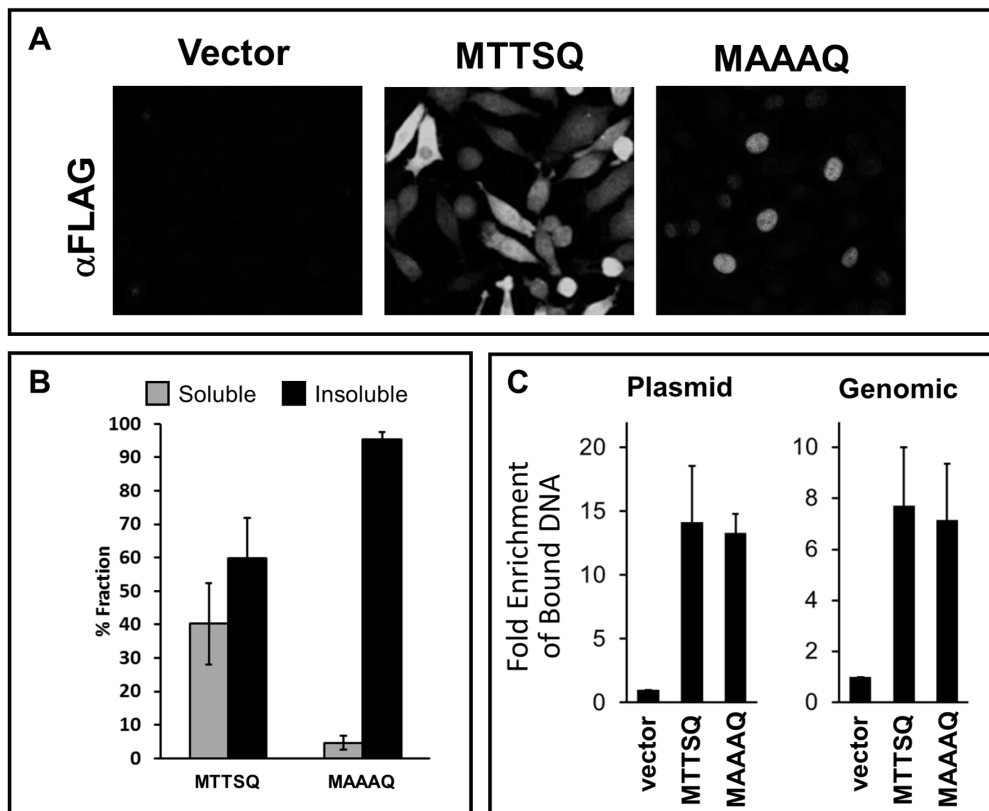 A
Vector
MTTSQ
MAAAQ
αFLAG
B
Soluble
Insoluble
% Fraction
100
90
80
70
60
50
40
30
20
10
0
MTTSQ
MAAAQ
C
Plasmid
Genomic
Fold Enrichment
of Bound DNA
20
15
10
5
0
vector
MTTSQ
MAAAQ
10
8
6
4
2
0
vector
MTTSQ
MAAAQ